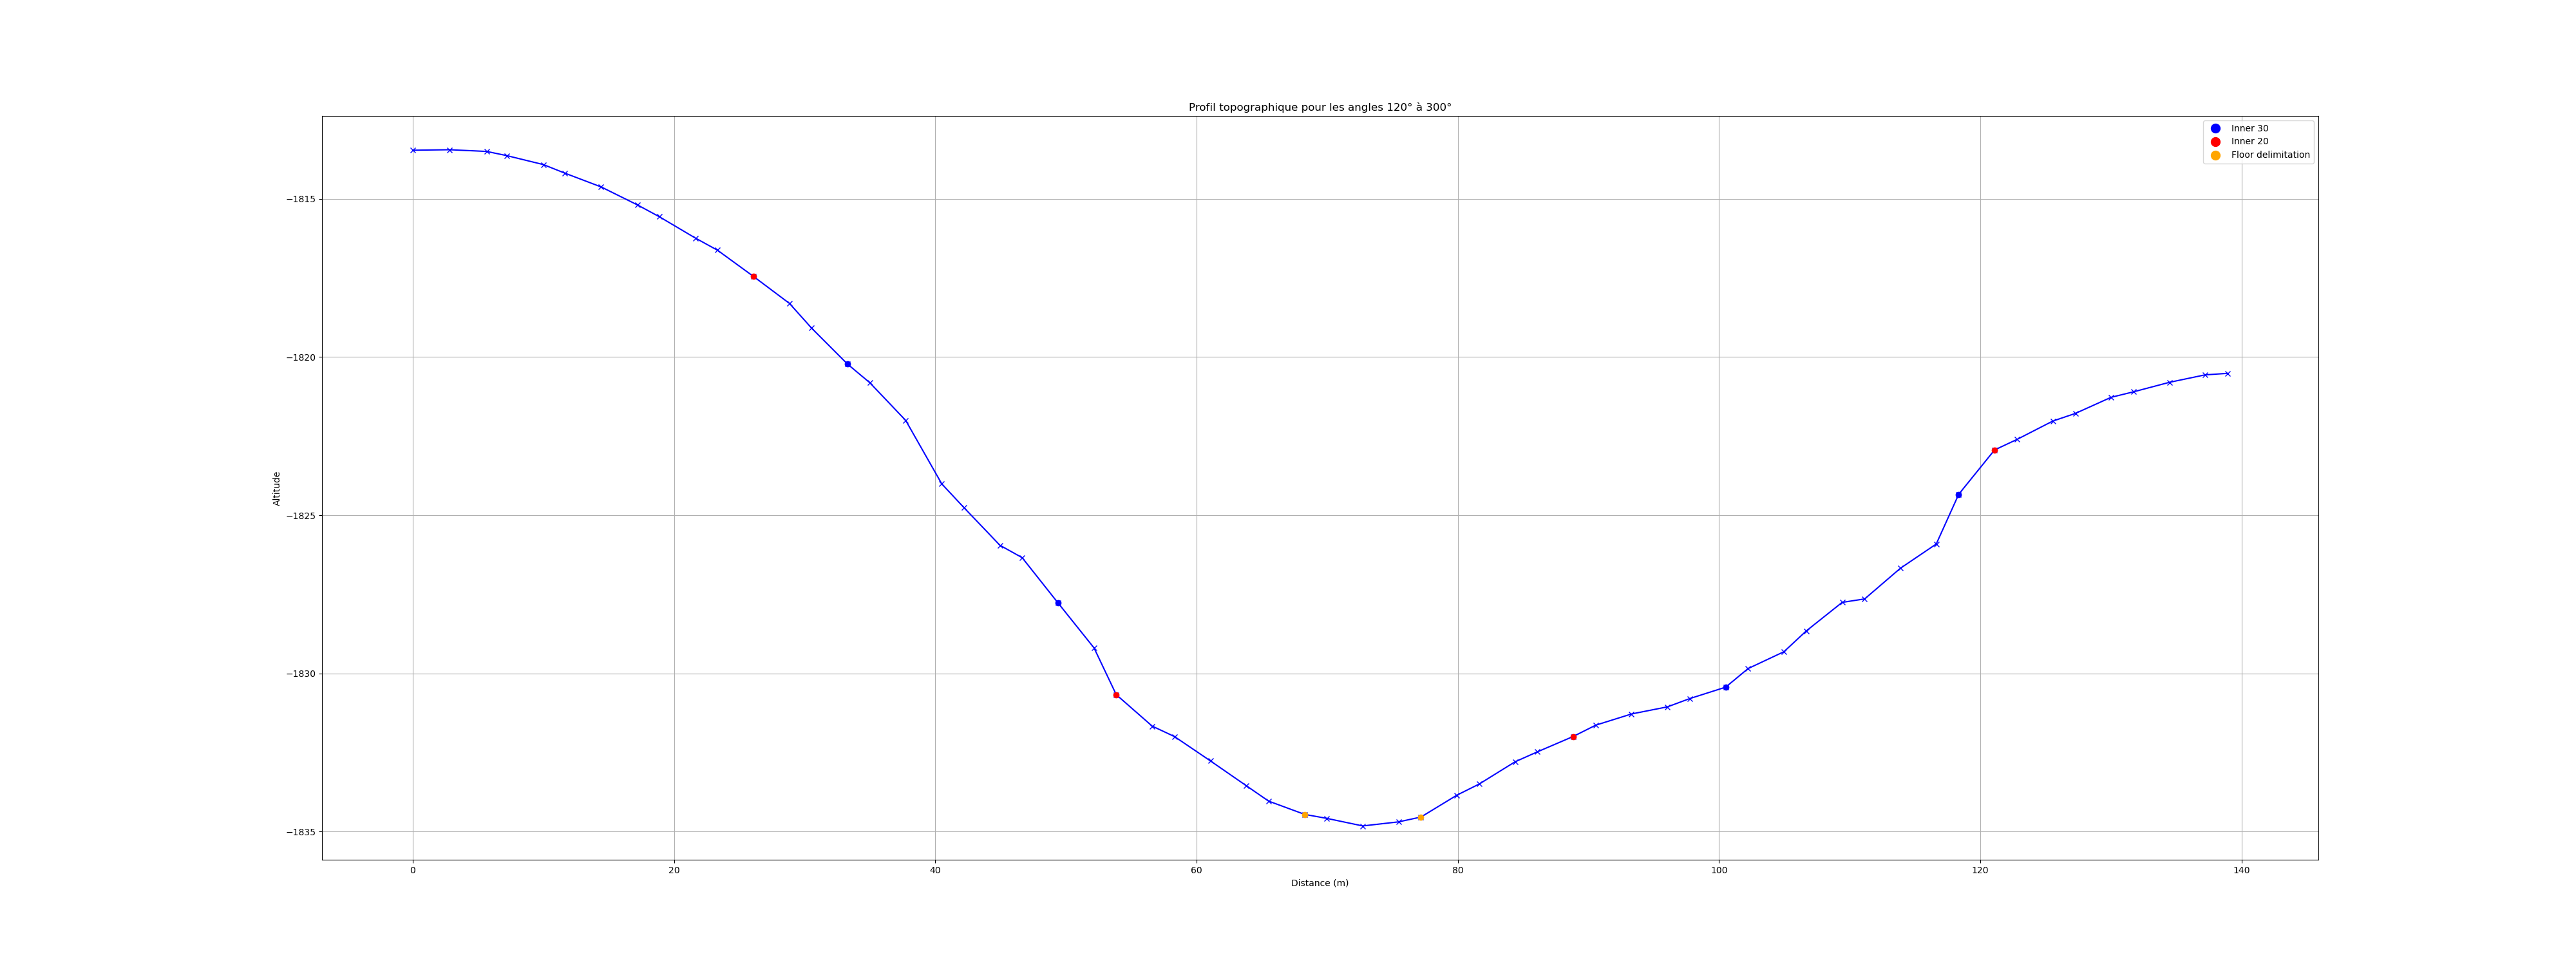 Profil topographique pour les angles 120° à 300°
Inner 30
Inner 20
Floor delimitation
−1815
−1820
−1825
−1830
−1835
Altitude
0 20 40 60 80 100 120 140
Distance (m)